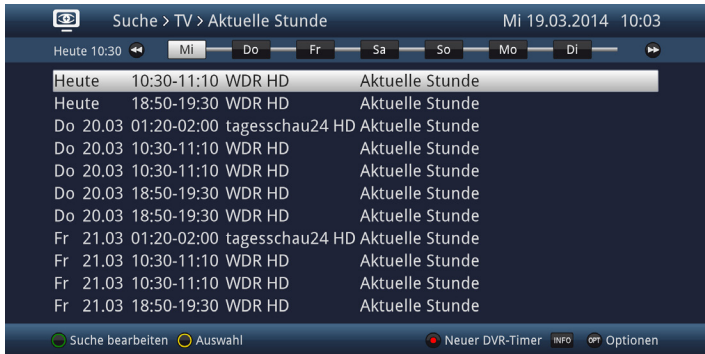 Suche > TV > Aktuelle Stunde Mi 19.03.2014 10:03
Heute 10:30 Mi Do Fr Sa So Mo Di
Heute 10:30-11:10 WDR HD Aktuelle Stunde
Heute 18:50-19:30 WDR HD Aktuelle Stunde
Do 20.03 01:20-02:00 tagesschau24 HD Aktuelle Stunde
Do 20.03 10:30-11:10 WDR HD Aktuelle Stunde
Do 20.03 10:30-11:10 WDR HD Aktuelle Stunde
Do 20.03 18:50-19:30 WDR HD Aktuelle Stunde
Do 20.03 18:50-19:30 WDR HD Aktuelle Stunde
Fr 21.03 01:20-02:00 tagesschau24 HD Aktuelle Stunde
Fr 21.03 10:30-11:10 WDR HD Aktuelle Stunde
Fr 21.03 10:30-11:10 WDR HD Aktuelle Stunde
Fr 21.03 18:50-19:30 WDR HD Aktuelle Stunde
Suche bearbeiten Auswahl Neuer DVR-Timer INFO OPT Optionen